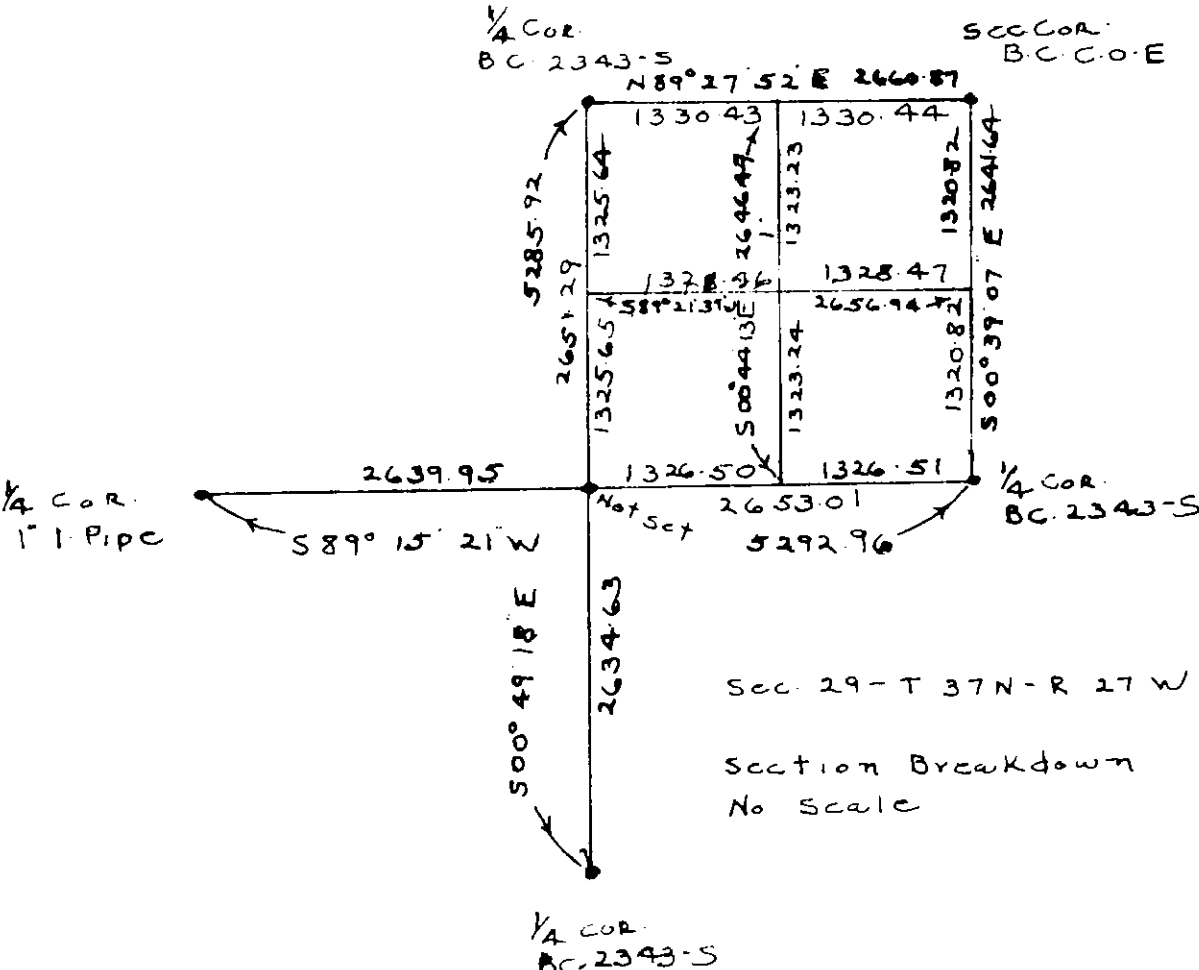 1/4 Cor.
BC. 2343-S
Sec Cor.
B.C. C.O.E
N89° 27' 52 E 2660.87
1330.43
1330.44
5285.92
2651.29
1325.64
2646.47
1323.23
1320.82
S00° 39' 07 E 2641.64
1328.47
S89° 21' 39 W
2656.94
1325.65
S00° 44' 13 E
1323.24
1320.82
1/4 Cor.
1" I. Pipe
2639.95
1326.50
1326.51
1/4 Cor.
BC. 2343-S
Not Set
2653.01
S89° 15' 21 W
5292.96
S00° 49' 18 E
2634.63
Sec. 29 - T 37N - R 27 W
Section Breakdown
No Scale
1/4 Cor.
BC. 2343-S